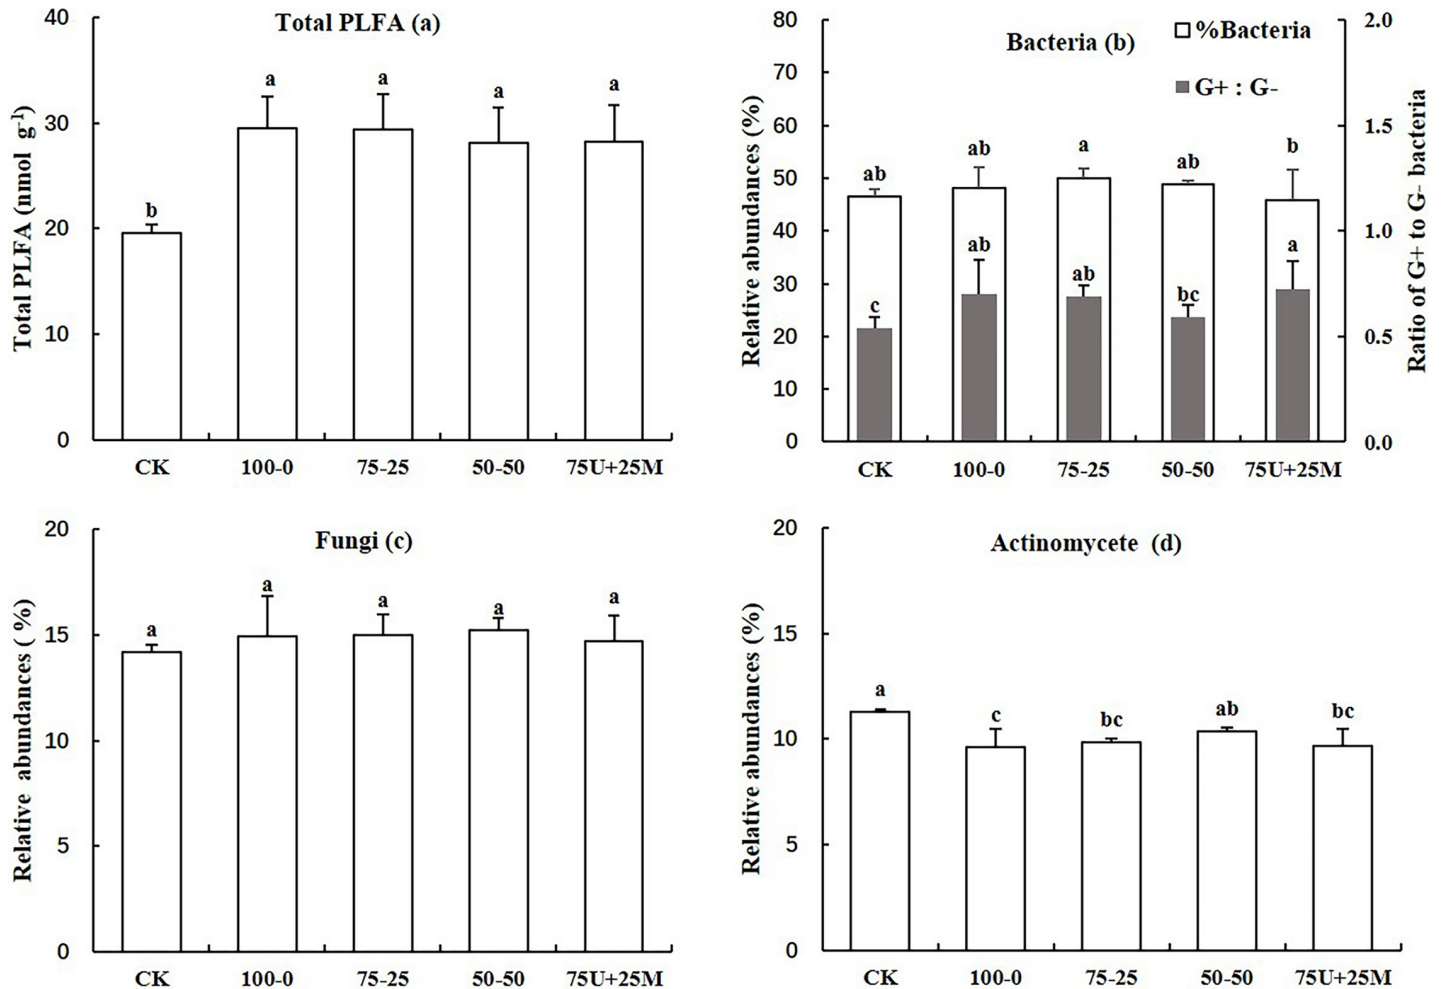 Total PLFA (a)
Total PLFA (nmol g-1)
40
30
20
10
0
b
a
a
a
a
CK
100-0
75-25
50-50
75U+25M
Bacteria (b)
%Bacteria
G+ : G-
Relative abundances (%)
80
70
60
50
40
30
20
10
0
ab
ab
a
ab
b
c
ab
ab
bc
a
2.0
1.5
1.0
0.5
0.0
Ratio of G+ to G- bacteria
CK
100-0
75-25
50-50
75U+25M
Fungi (c)
Relative abundances ( %)
20
15
10
5
0
a
a
a
a
a
CK
100-0
75-25
50-50
75U+25M
Actinomycete (d)
Relative abundances (%)
20
15
10
5
0
a
c
bc
ab
bc
CK
100-0
75-25
50-50
75U+25M